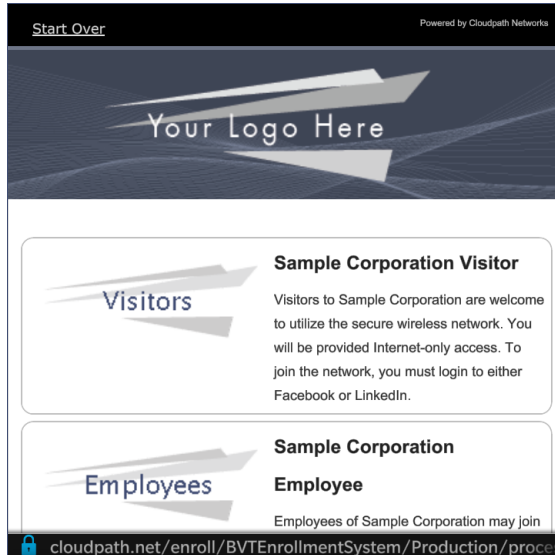 Start Over
Powered by Cloudpath Networks
Your Logo Here
Visitors
Sample Corporation Visitor
Visitors to Sample Corporation are welcome
to utilize the secure wireless network. You
will be provided Internet-only access. To
join the network, you must login to either
Facebook or LinkedIn.
Employees
Sample Corporation
Employee
Employees of Sample Corporation may join
cloudpath.net/enroll/BVTEnrollmentSystem/Production/proce